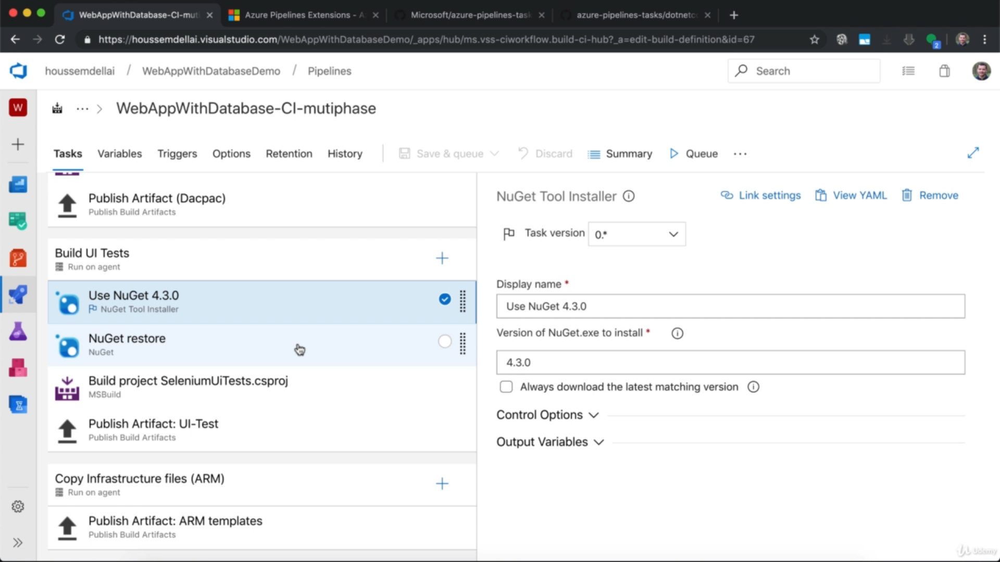 WebAppWithDatabase-CI-mut
Azure Pipelines Extensions - A
Microsoft/azure-pipelines-task
azure-pipelines-tasks/dotnetco
https://houssemdellai.visualstudio.com/WebAppWithDatabaseDemo/_apps/hub/ms.vss-ciworkflow.build-ci-hub?_a=edit-build-definition&id=67
2
houssemdellai / WebAppWithDatabaseDemo / Pipelines
Search
W
... > WebAppWithDatabase-CI-mutiphase
Tasks Variables Triggers Options Retention History Save & queue Discard Summary Queue ...
Publish Artifact (Dacpac)
Publish Build Artifacts
Build UI Tests
Run on agent
Use NuGet 4.3.0
NuGet Tool Installer
NuGet restore
NuGet
Build project SeleniumUiTests.csproj
MSBuild
Publish Artifact: UI-Test
Publish Build Artifacts
Copy Infrastructure files (ARM)
Run on agent
Publish Artifact: ARM templates
Publish Build Artifacts
NuGet Tool Installer
Link settings View YAML Remove
Task version 0.*
Display name *
Use NuGet 4.3.0
Version of NuGet.exe to install *
4.3.0
Always download the latest matching version
Control Options
Output Variables
Udemy